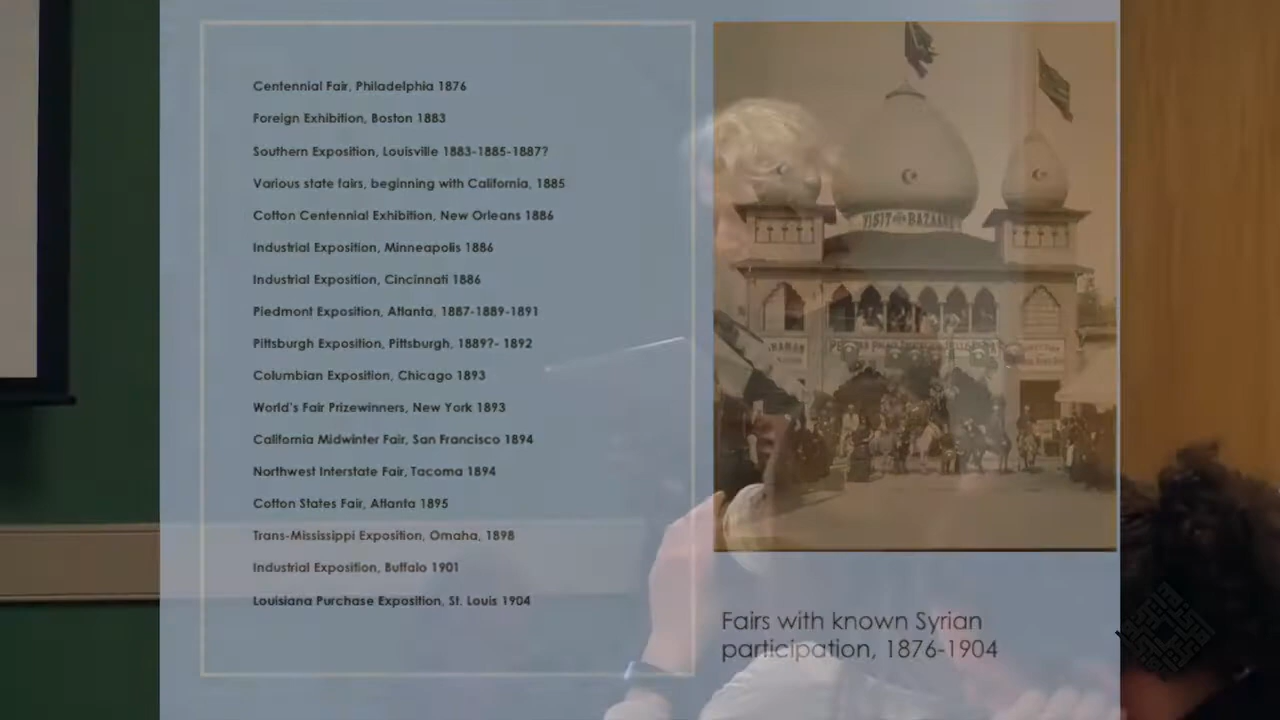 Centennial Fair, Philadelphia 1876
Foreign Exhibition, Boston 1883
Southern Exposition, Louisville 1883-1885-1887?
Various state fairs, beginning with California, 1885
Cotton Centennial Exhibition, New Orleans 1886
Industrial Exposition, Minneapolis 1886
Industrial Exposition, Cincinnati 1886
Piedmont Exposition, Atlanta, 1887-1889-1891
Pittsburgh Exposition, Pittsburgh, 1889?- 1892
Columbian Exposition, Chicago 1893
World's Fair Prizewinners, New York 1893
California Midwinter Fair, San Francisco 1894
Northwest Interstate Fair, Tacoma 1894
Cotton States Fair, Atlanta 1895
Trans-Mississippi Exposition, Omaha, 1898
Industrial Exposition, Buffalo 1901
Louisiana Purchase Exposition, St. Louis 1904
VISIT BAZAAR
Fairs with known Syrian
participation, 1876-1904